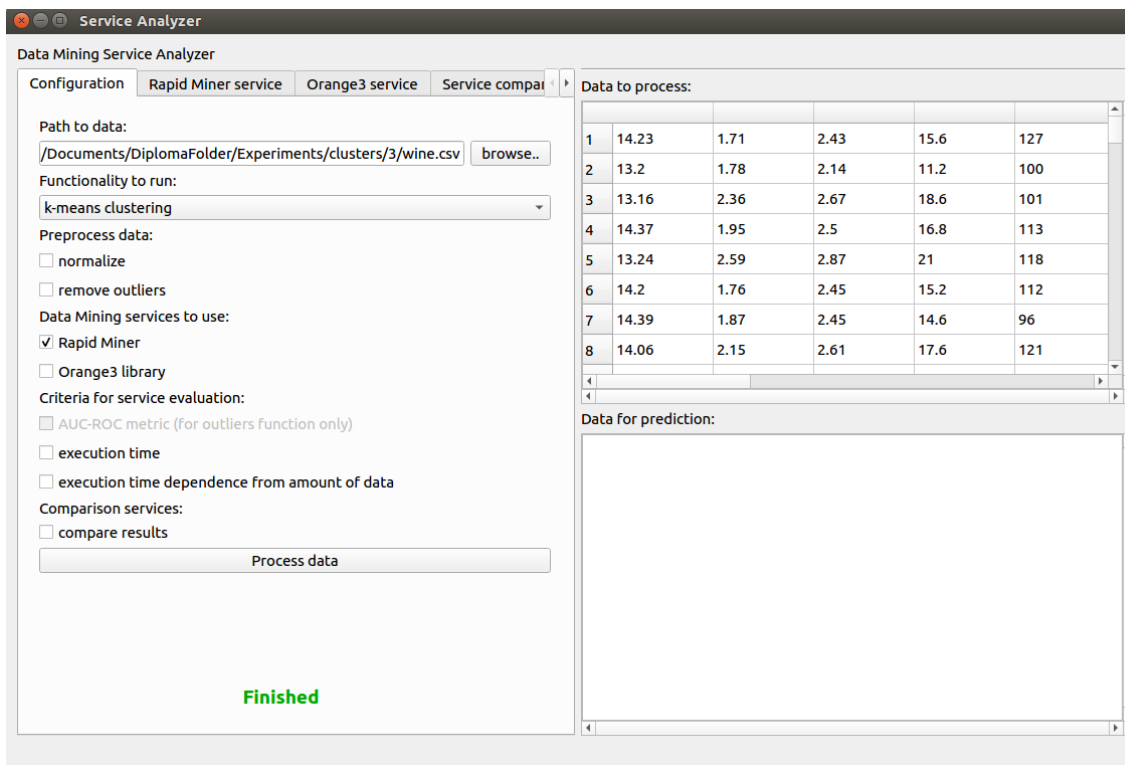 Service Analyzer
Data Mining Service Analyzer
Configuration Rapid Miner service Orange3 service Service compar
Path to data:
/Documents/DiplomaFolder/Experiments/clusters/3/wine.csv browse..
Functionality to run:
k-means clustering
Preprocess data:
normalize
remove outliers
Data Mining services to use:
Rapid Miner
Orange3 library
Criteria for service evaluation:
AUC-ROC metric (for outliers function only)
execution time
execution time dependence from amount of data
Comparison services:
compare results
Process data
Finished
Data to process:
1 14.23 1.71 2.43 15.6 127
2 13.2 1.78 2.14 11.2 100
3 13.16 2.36 2.67 18.6 101
4 14.37 1.95 2.5 16.8 113
5 13.24 2.59 2.87 21 118
6 14.2 1.76 2.45 15.2 112
7 14.39 1.87 2.45 14.6 96
8 14.06 2.15 2.61 17.6 121
Data for prediction: